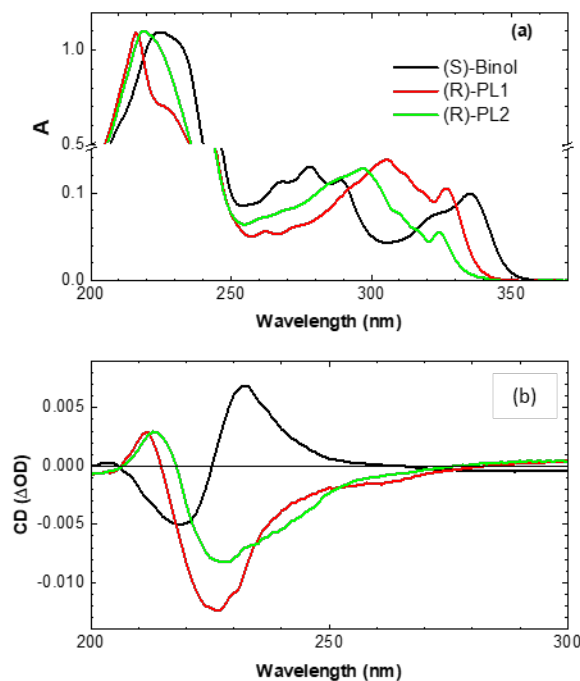 (a)
1.0
(S)-Binol
(R)-PL1
(R)-PL2
A
0.5
0.1
0.0
200 250 300 350
Wavelength (nm)
(b)
0.005
0.000
CD (ΔOD)
-0.005
-0.010
200 250 300
Wavelength (nm)